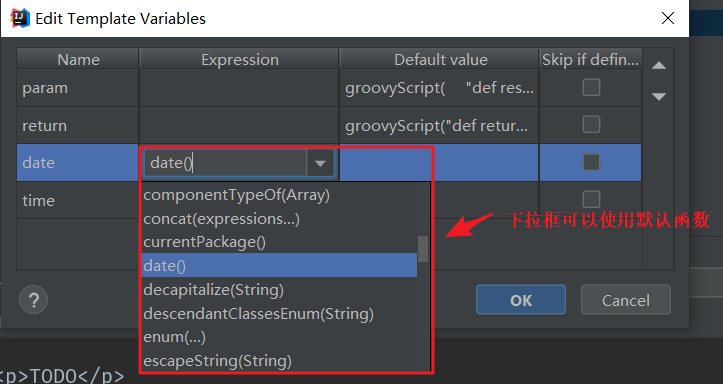 Edit Template Variables
Name Expression Default value Skip if defin...
param groovyScript( "def res...
return groovyScript("def retur...
date date()
time
componentTypeOf(Array)
concat(expressions...)
currentPackage()
date()
decapitalize(String)
descendantClassesEnum(String)
enum(...)
escapeString(String)
下拉框可以使用默认函数
? OK Cancel
<p>TODO</p>